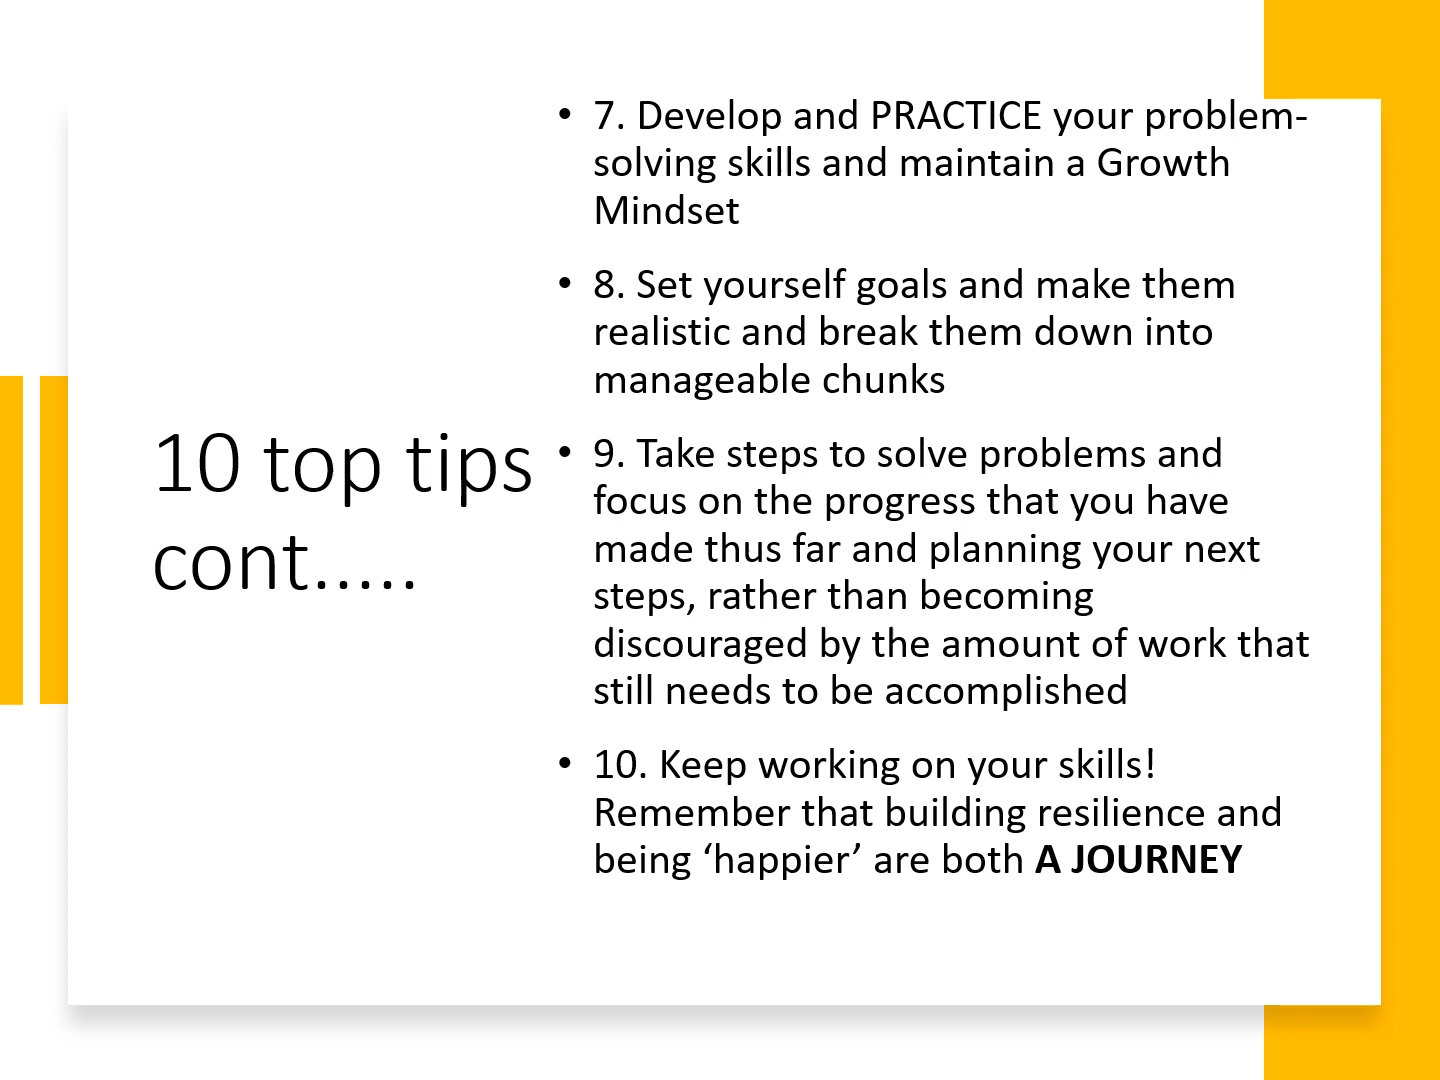 10 top tips
cont.....
• 7. Develop and PRACTICE your problem-
solving skills and maintain a Growth
Mindset
• 8. Set yourself goals and make them
realistic and break them down into
manageable chunks
• 9. Take steps to solve problems and
focus on the progress that you have
made thus far and planning your next
steps, rather than becoming
discouraged by the amount of work that
still needs to be accomplished
• 10. Keep working on your skills!
Remember that building resilience and
being ‘happier’ are both A JOURNEY